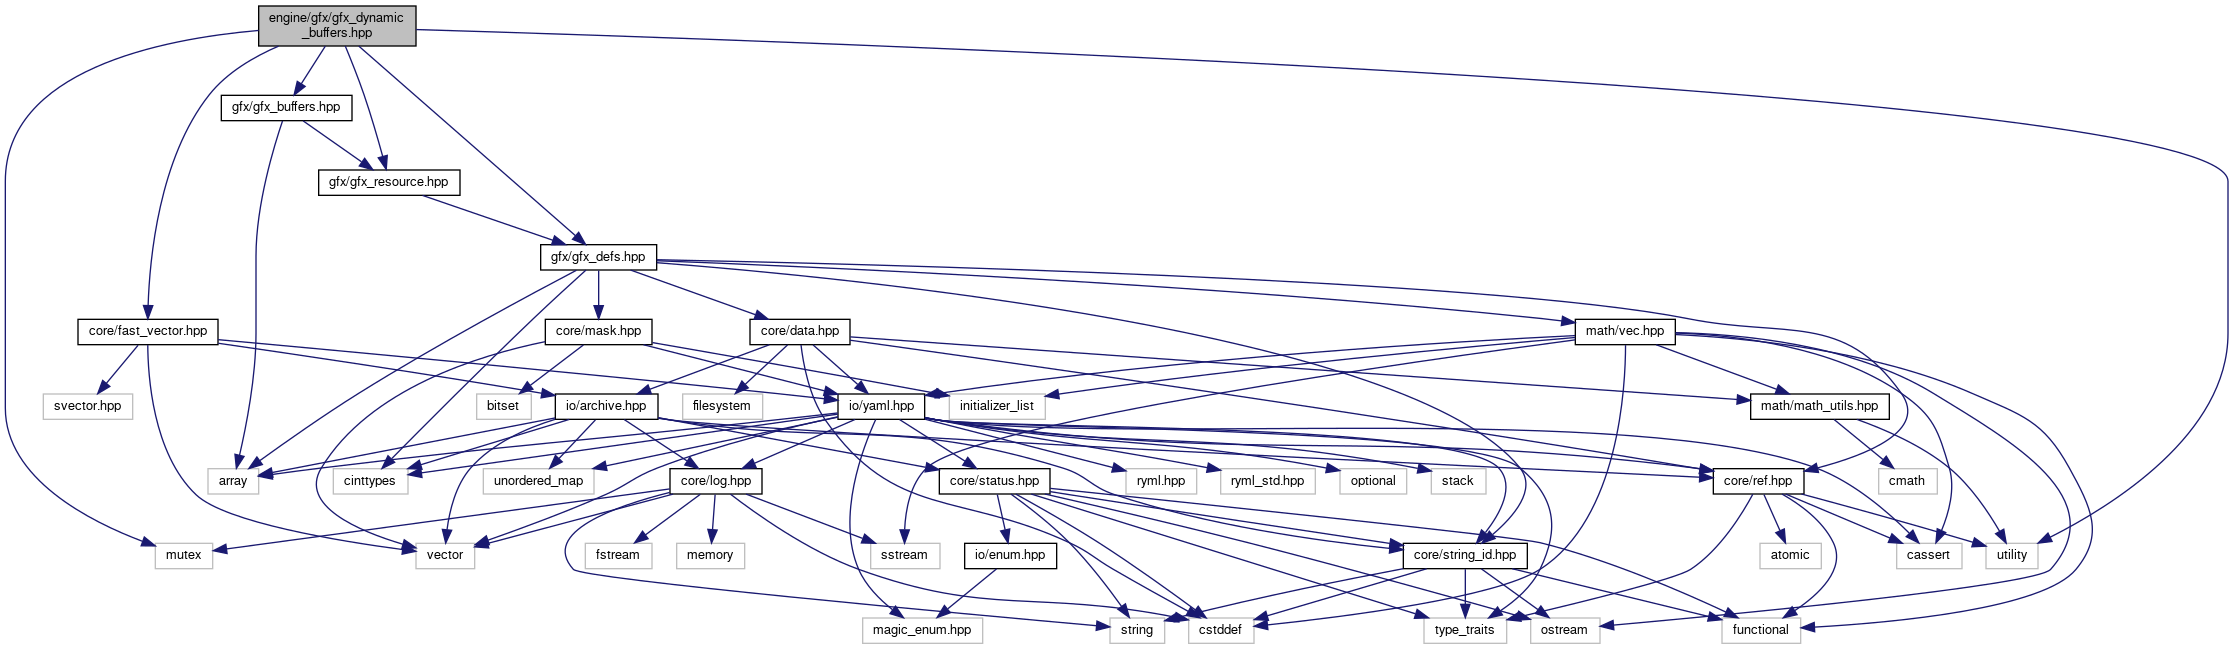 engine/gfx/gfx_dynamic
_buffers.hpp
gfx/gfx_buffers.hpp
gfx/gfx_resource.hpp
gfx/gfx_defs.hpp
core/fast_vector.hpp
core/mask.hpp
core/data.hpp
math/vec.hpp
svector.hpp
bitset
io/archive.hpp
filesystem
io/yaml.hpp
initializer_list
math/math_utils.hpp
array
cinttypes
unordered_map
core/log.hpp
core/status.hpp
ryml.hpp
ryml_std.hpp
optional
stack
core/ref.hpp
cmath
mutex
vector
fstream
memory
sstream
io/enum.hpp
core/string_id.hpp
atomic
cassert
utility
magic_enum.hpp
string
cstddef
type_traits
ostream
functional